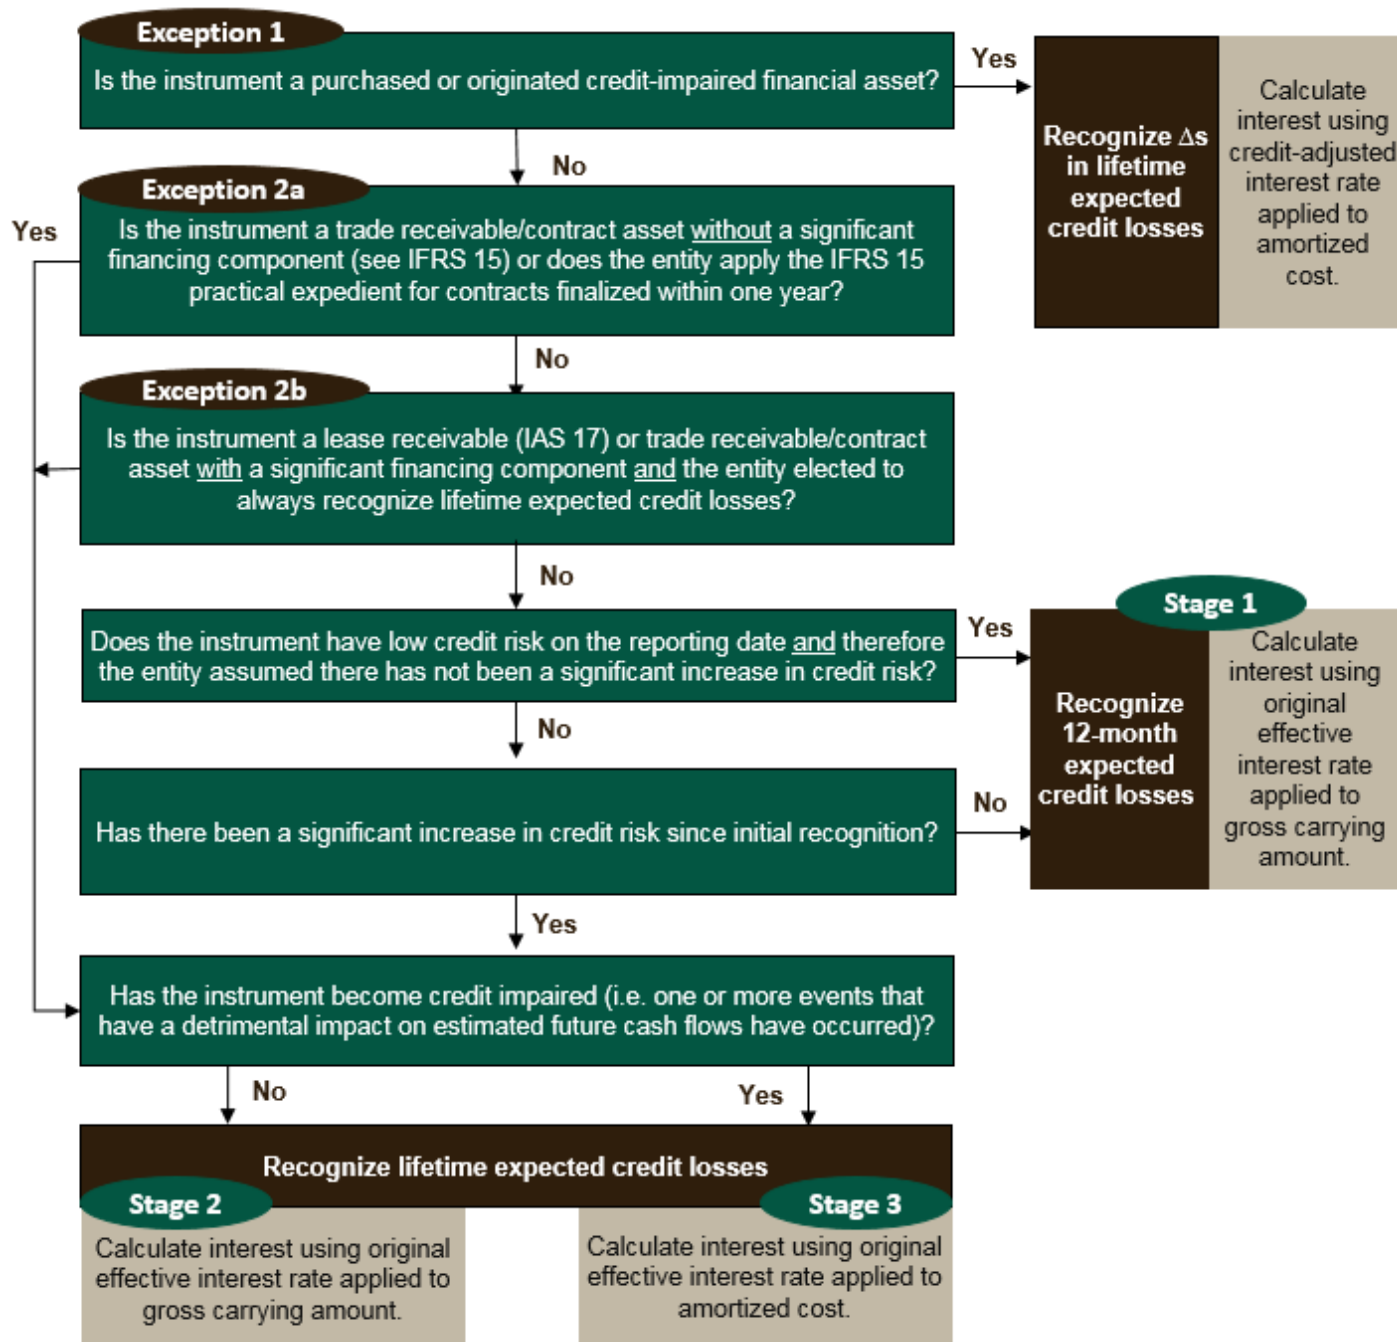 Exception 1
Is the instrument a purchased or originated credit-impaired financial asset?
Yes
Recognize Δs
in lifetime
expected
credit losses
Calculate
interest using
credit-adjusted
interest rate
applied to
amortized
cost.
No
Exception 2a
Yes
Is the instrument a trade receivable/contract asset without a significant
financing component (see IFRS 15) or does the entity apply the IFRS 15
practical expedient for contracts finalized within one year?
No
Exception 2b
Is the instrument a lease receivable (IAS 17) or trade receivable/contract
asset with a significant financing component and the entity elected to
always recognize lifetime expected credit losses?
No
Does the instrument have low credit risk on the reporting date and therefore
the entity assumed there has not been a significant increase in credit risk?
Yes
Stage 1
Recognize
12-month
expected
credit losses
Calculate
interest using
original
effective
interest rate
applied to
gross carrying
amount.
No
Has there been a significant increase in credit risk since initial recognition?
No
Yes
Has the instrument become credit impaired (i.e. one or more events that
have a detrimental impact on estimated future cash flows have occurred)?
No
Yes
Recognize lifetime expected credit losses
Stage 2
Calculate interest using original
effective interest rate applied to
gross carrying amount.
Stage 3
Calculate interest using original
effective interest rate applied to
amortized cost.